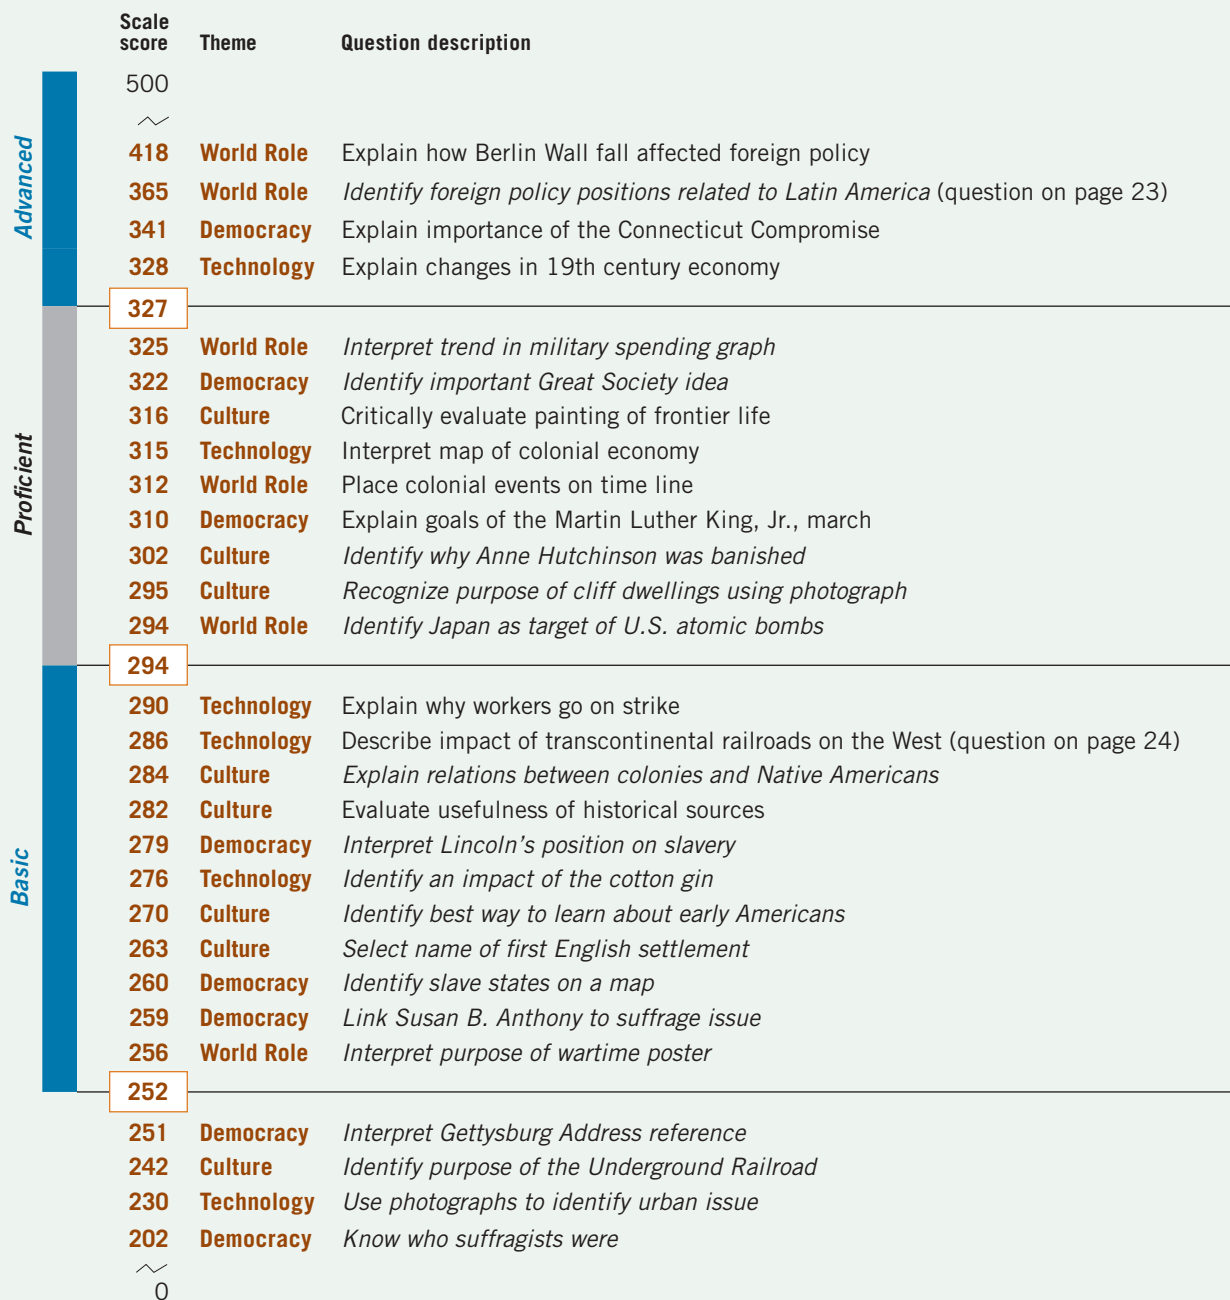 Scale score Theme Question description
500
Advanced
418 World Role Explain how Berlin Wall fall affected foreign policy
365 World Role Identify foreign policy positions related to Latin America (question on page 23)
341 Democracy Explain importance of the Connecticut Compromise
328 Technology Explain changes in 19th century economy
327
Proficient
325 World Role Interpret trend in military spending graph
322 Democracy Identify important Great Society idea
316 Culture Critically evaluate painting of frontier life
315 Technology Interpret map of colonial economy
312 World Role Place colonial events on time line
310 Democracy Explain goals of the Martin Luther King, Jr., march
302 Culture Identify why Anne Hutchinson was banished
295 Culture Recognize purpose of cliff dwellings using photograph
294 World Role Identify Japan as target of U.S. atomic bombs
294
Basic
290 Technology Explain why workers go on strike
286 Technology Describe impact of transcontinental railroads on the West (question on page 24)
284 Culture Explain relations between colonies and Native Americans
282 Culture Evaluate usefulness of historical sources
279 Democracy Interpret Lincoln's position on slavery
276 Technology Identify an impact of the cotton gin
270 Culture Identify best way to learn about early Americans
263 Culture Select name of first English settlement
260 Democracy Identify slave states on a map
259 Democracy Link Susan B. Anthony to suffrage issue
256 World Role Interpret purpose of wartime poster
252
251 Democracy Interpret Gettysburg Address reference
242 Culture Identify purpose of the Underground Railroad
230 Technology Use photographs to identify urban issue
202 Democracy Know who suffragists were
0